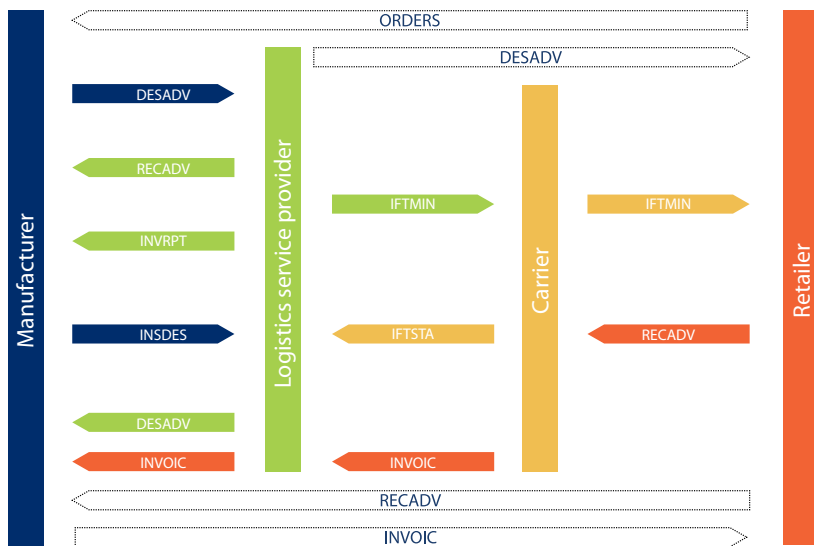 ORDERS
DESADV
DESADV
RECADV
IFTMIN
IFTMIN
INVRPT
INSDES
IFTSTA
RECADV
DESADV
INVOIC
INVOIC
RECADV
INVOIC
Manufacturer
Logistics service provider
Carrier
Retailer